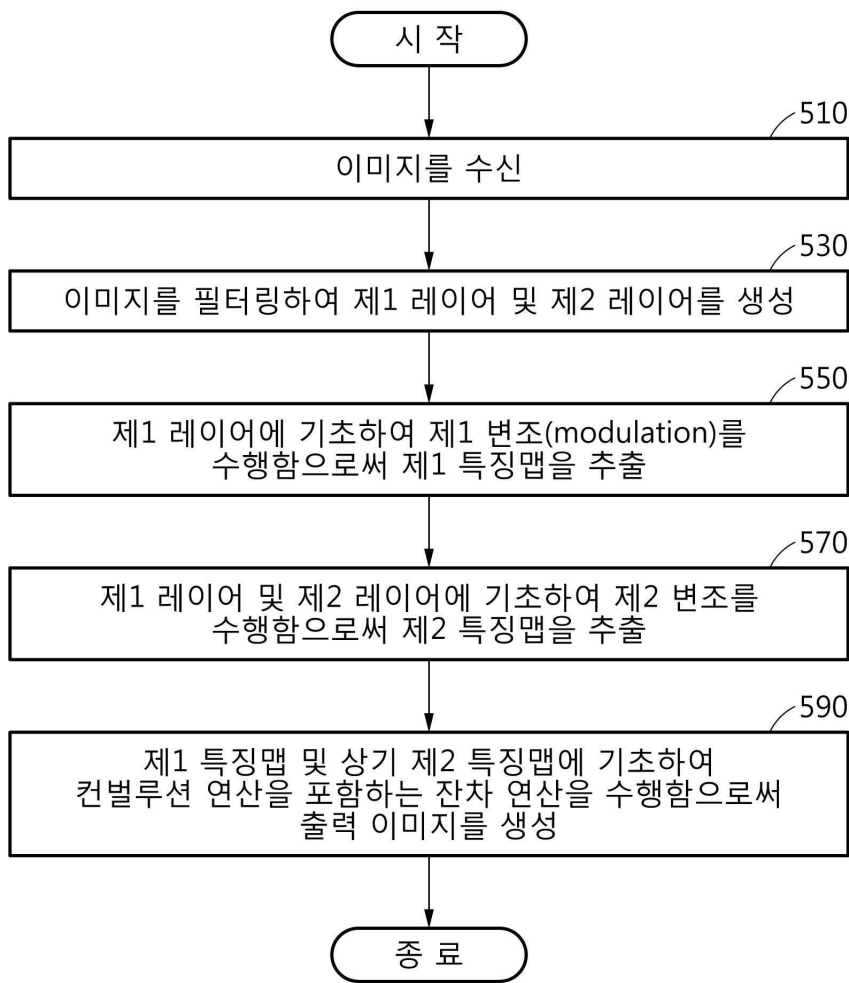 시 작
510
이미지를 수신
530
이미지를 필터링하여 제1 레이어 및 제2 레이어를 생성
550
제1 레이어에 기초하여 제1 변조(modulation)를
수행함으로써 제1 특징맵을 추출
570
제1 레이어 및 제2 레이어에 기초하여 제2 변조를
수행함으로써 제2 특징맵을 추출
590
제1 특징맵 및 상기 제2 특징맵에 기초하여
컨벌루션 연산을 포함하는 잔차 연산을 수행함으로써
출력 이미지를 생성
종 료